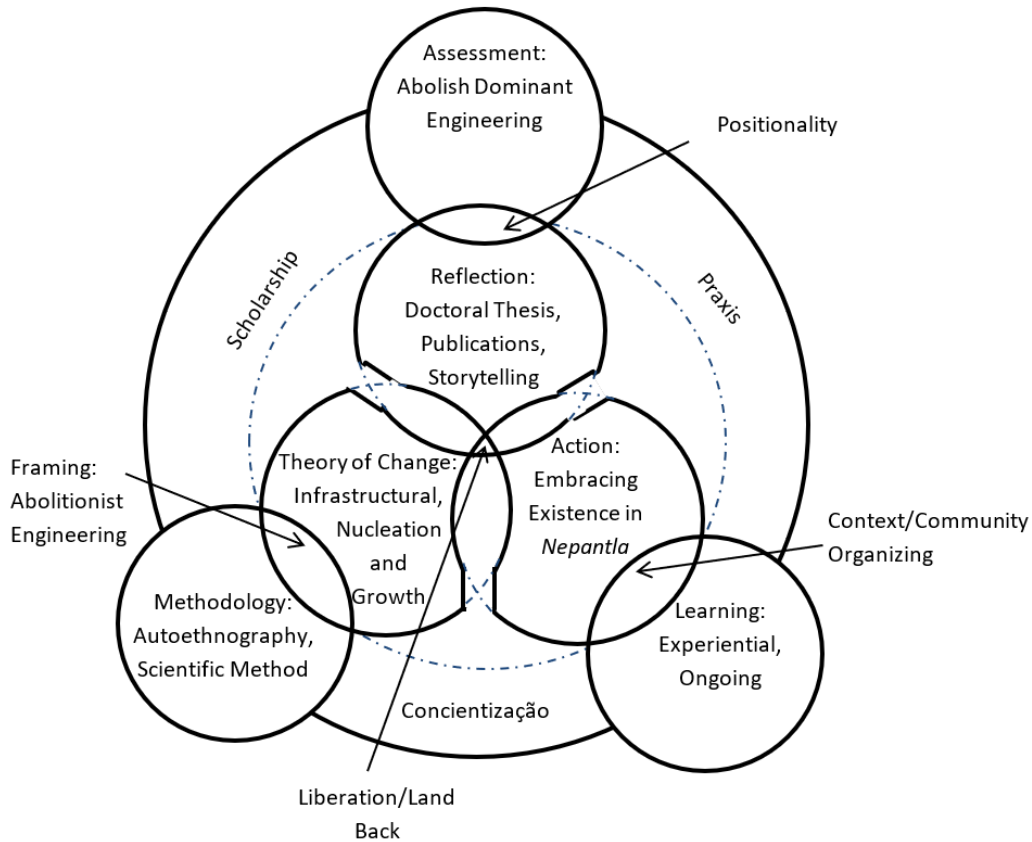 Assessment:
Abolish Dominant
Engineering
Positionality
Scholarship
Praxis
Reflection:
Doctoral Thesis,
Publications,
Storytelling
Framing:
Abolitionist
Engineering
Theory of Change:
Infrastructural,
Nucleation
and
Growth
Action:
Embracing
Existence in
Nepantla
Context/Community
Organizing
Methodology:
Autoethnography,
Scientific Method
Learning:
Experiential,
Ongoing
Concientização
Liberation/Land
Back